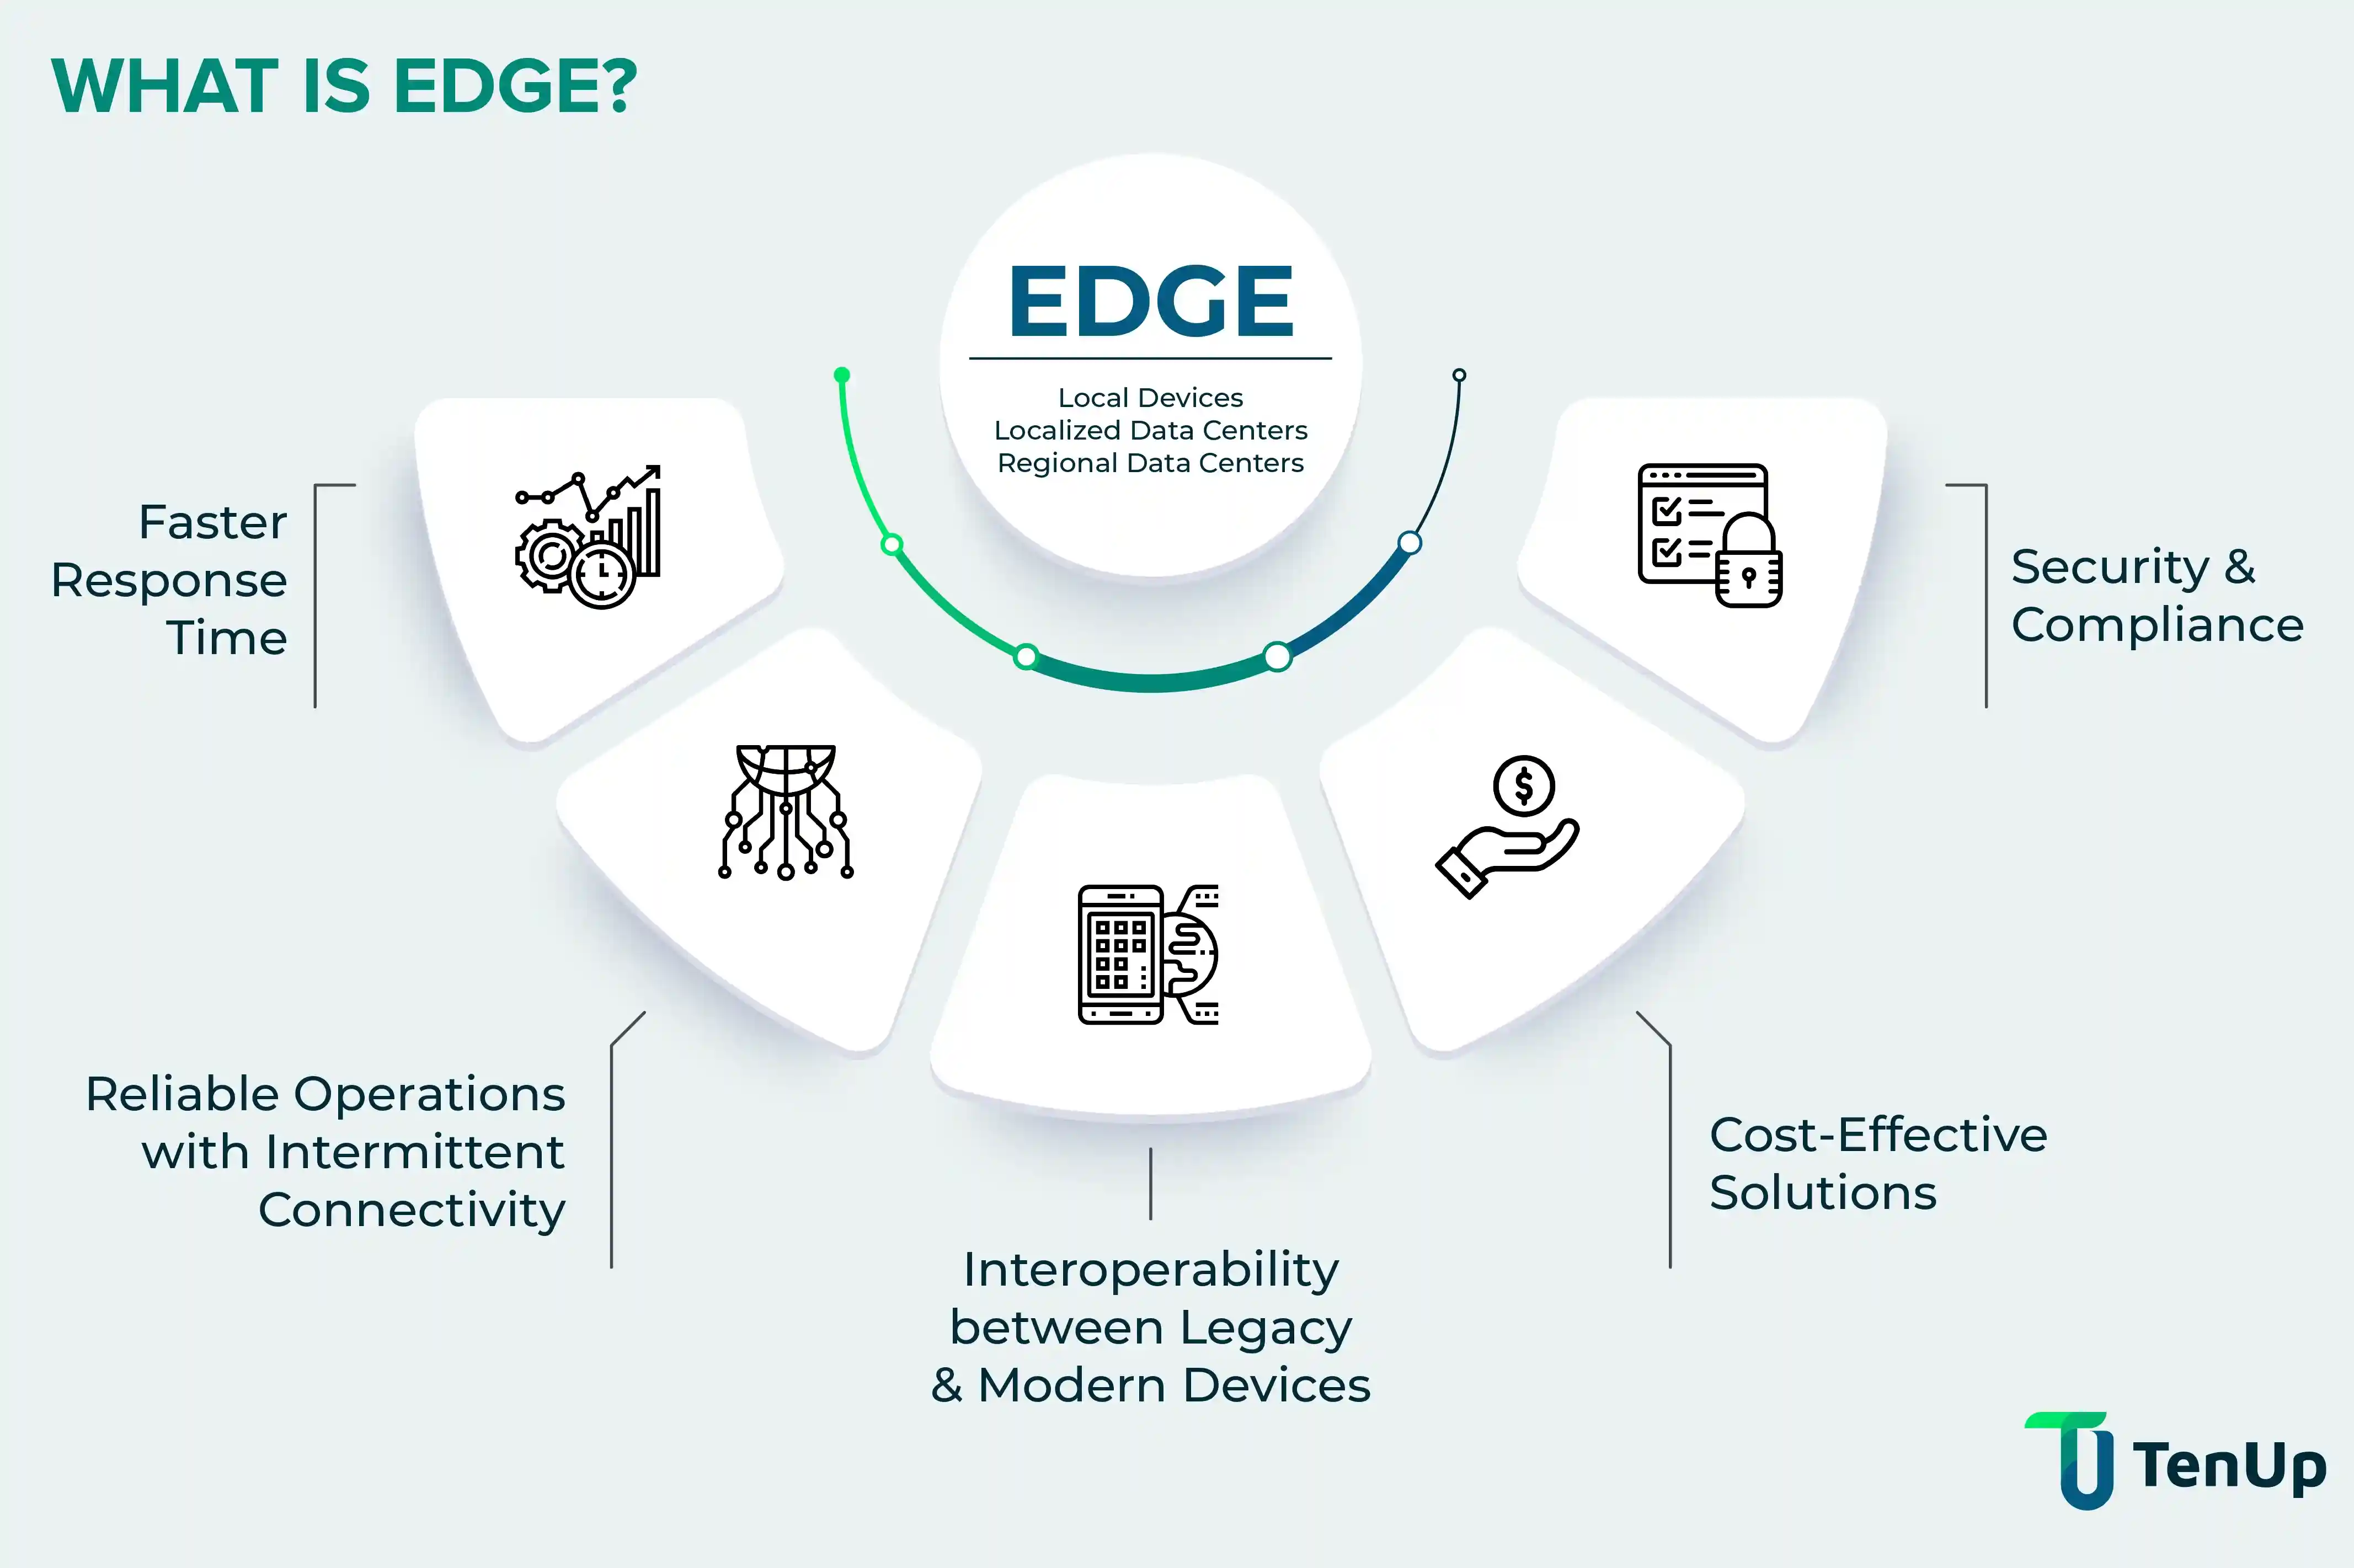 WHAT IS EDGE?
EDGE
Local Devices
Localized Data Centers
Regional Data Centers
Faster
Response
Time
Reliable Operations
with Intermittent
Connectivity
Interoperability
between Legacy
& Modern Devices
Cost-Effective
Solutions
Security &
Compliance
TenUp